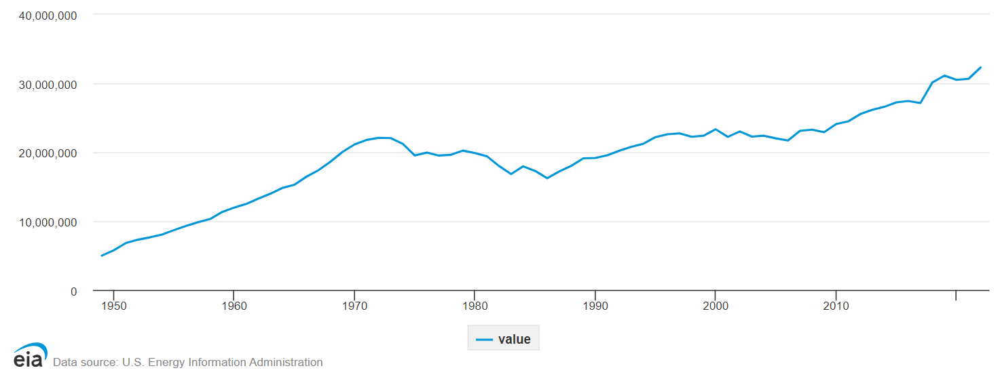 40,000,000
30,000,000
20,000,000
10,000,000
0
1950 1960 1970 1980 1990 2000 2010
value
eia Data source: U.S. Energy Information Administration